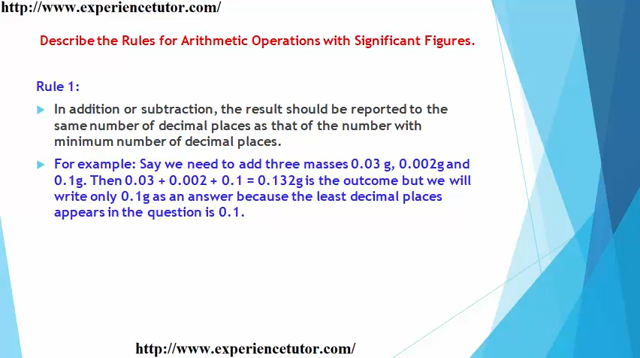 http://www.experiencetutor.com/
Describe the Rules for Arithmetic Operations with Significant Figures.
Rule 1:
In addition or subtraction, the result should be reported to the
same number of decimal places as that of the number with
minimum number of decimal places.
For example: Say we need to add three masses 0.03 g, 0.002g and
0.1g. Then 0.03 + 0.002 + 0.1 = 0.132g is the outcome but we will
write only 0.1g as an answer because the least decimal places
appears in the question is 0.1.
http://www.experiencetutor.com/